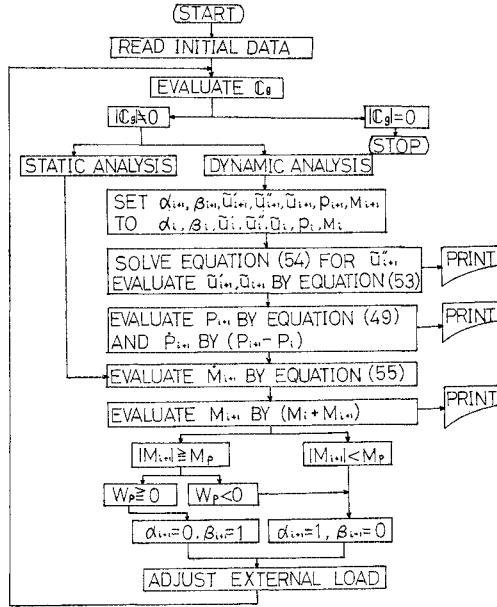 START
READ INITIAL DATA
EVALUATE ℂg
|ℂg|≠0
|ℂg|=0
STOP
STATIC ANALYSIS
DYNAMIC ANALYSIS
SET αᵢ₊₁, βᵢ₊₁, ũ'ᵢ₊₁, ũ''ᵢ₊₁, ũᵢ₊₁, pᵢ₊₁, Mᵢ₊₁
TO αᵢ, βᵢ, ũ'ᵢ, ũ''ᵢ, ũᵢ, pᵢ, Mᵢ
SOLVE EQUATION (54) FOR ũ''ᵢ₊₁
EVALUATE ũ'ᵢ₊₁, ũᵢ₊₁ BY EQUATION (53)
PRINT
EVALUATE pᵢ₊₁ BY EQUATION (49)
AND ṗᵢ₊₁ BY (pᵢ₊₁ - pᵢ)
PRINT
EVALUATE Ṁᵢ₊₁ BY EQUATION (55)
EVALUATE Mᵢ₊₁ BY (Mᵢ + Mᵢ₊₁)
PRINT
|Mᵢ₊₁| ≧ Mp
|Mᵢ₊₁| < Mp
Wp ≧ 0
Wp < 0
αᵢ₊₁=0, βᵢ₊₁=1
αᵢ₊₁=1, βᵢ₊₁=0
ADJUST EXTERNAL LOAD